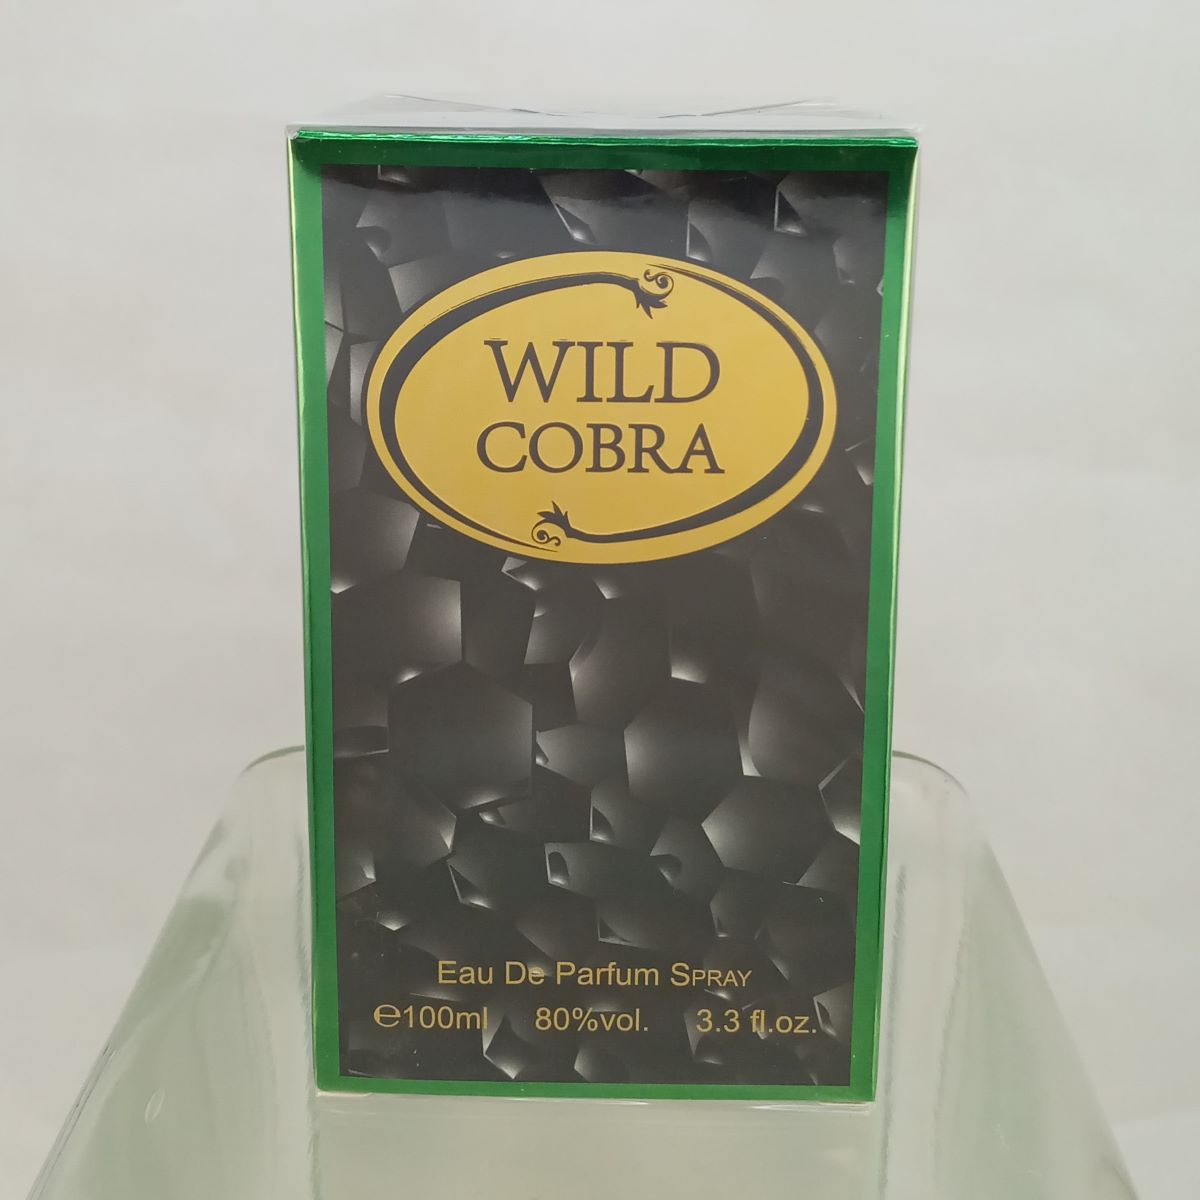 WILD
COBRA
Eau De Parfum SPRAY
℮100ml 80%vol. 3.3 fl.oz.